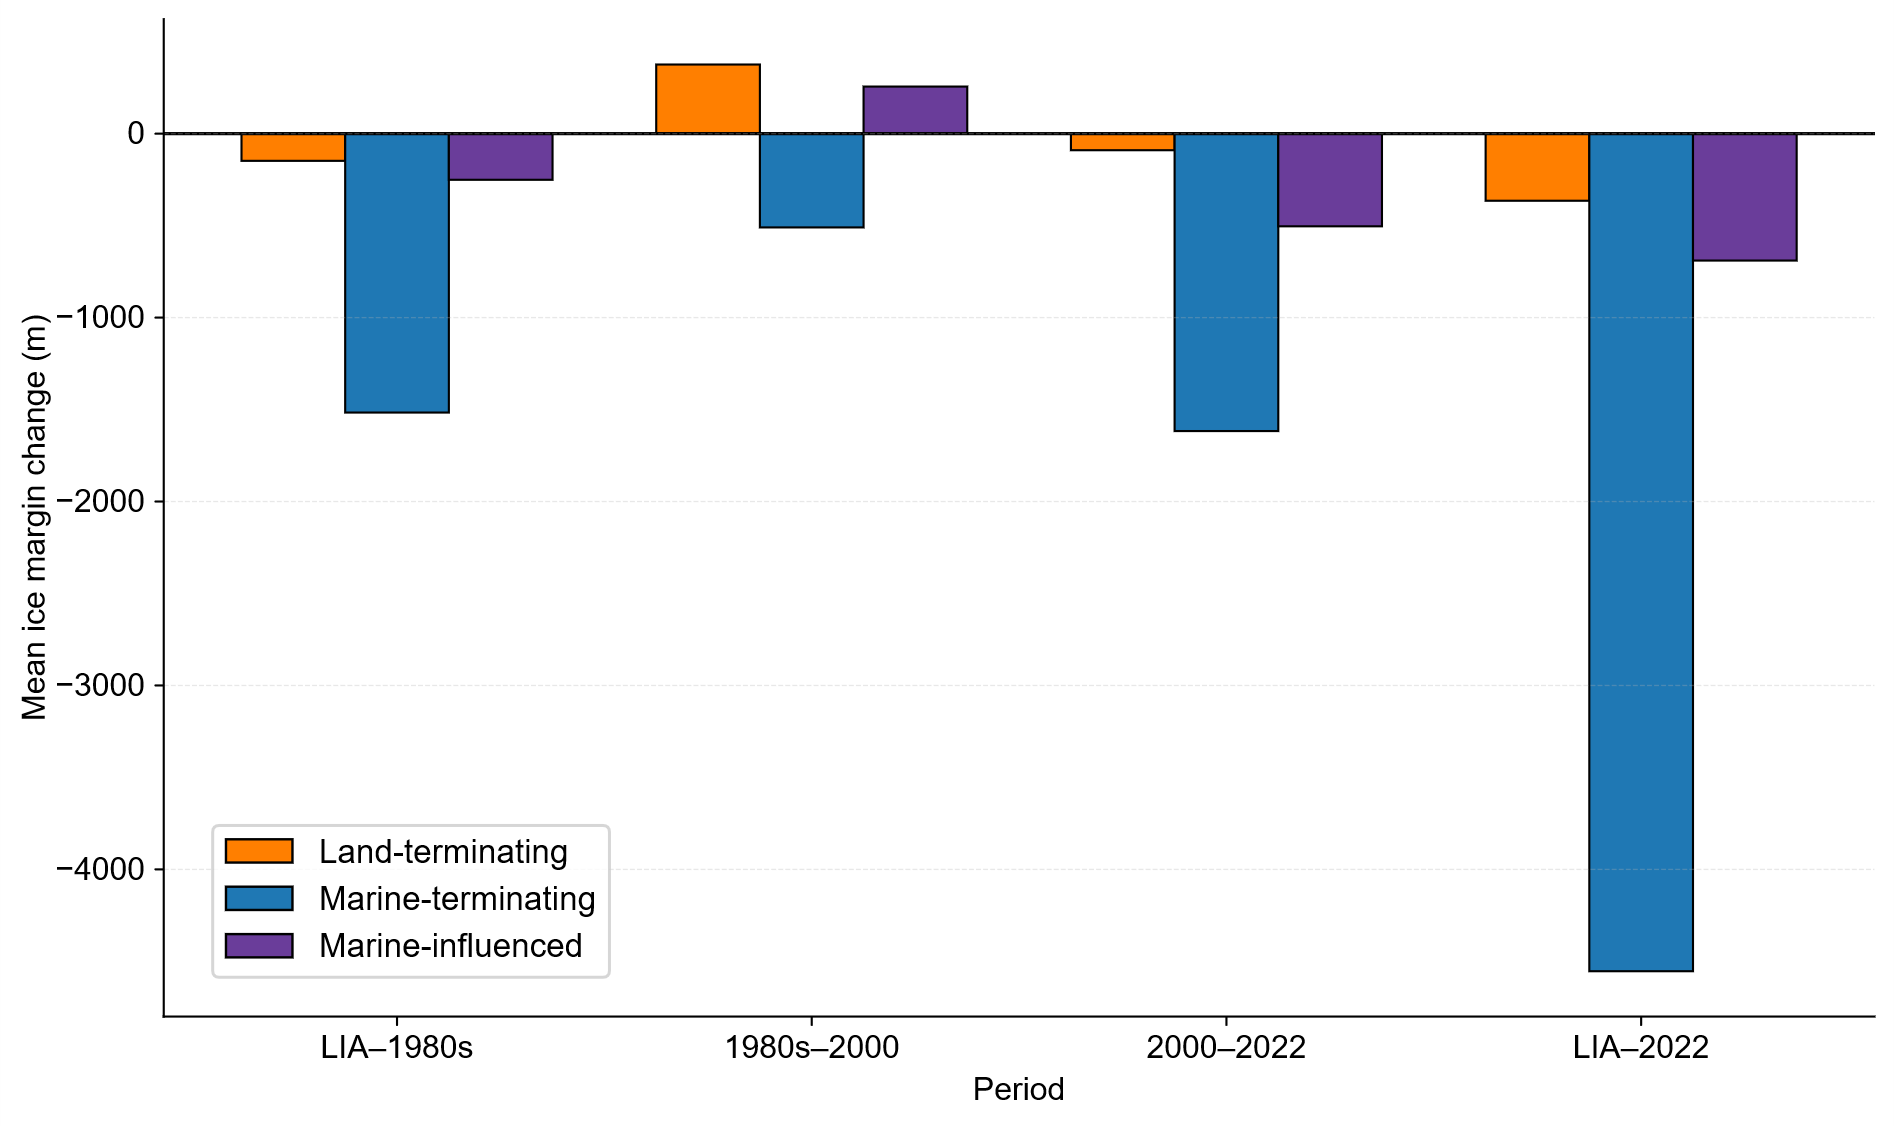 Mean ice margin change (m)
0
−1000
−2000
−3000
−4000
Land-terminating
Marine-terminating
Marine-influenced
LIA–1980s
1980s–2000
2000–2022
LIA–2022
Period